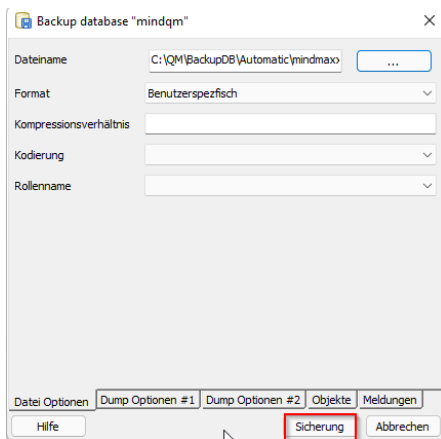 Backup database "mindqm"
Dateiname C:\QM\BackupDB\Automatic\mindmax ...
Format Benutzerspezfisch
Kompressionsverhältnis
Kodierung
Rollenname
Datei Optionen Dump Optionen #1 Dump Optionen #2 Objekte Meldungen
Hilfe Sicherung Abbrechen